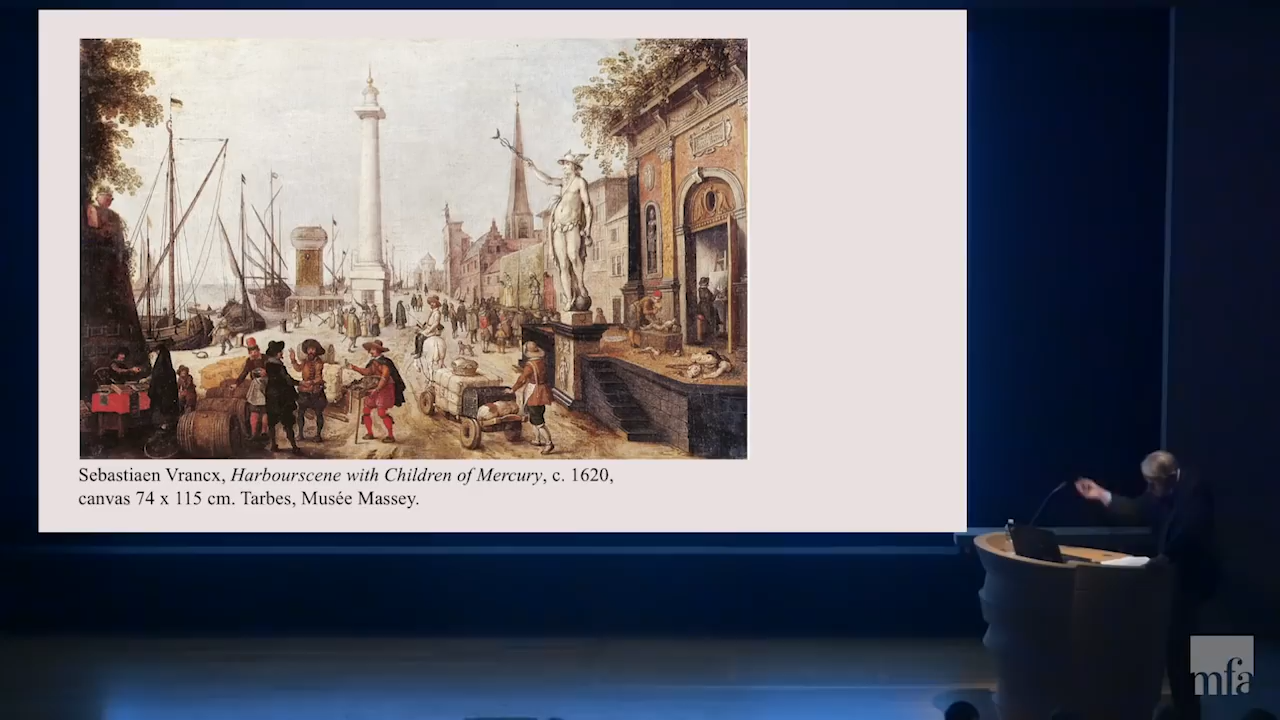 Sebastiaen Vrancx, Harbourscene with Children of Mercury, c. 1620,
canvas 74 x 115 cm. Tarbes, Musée Massey.
mfa